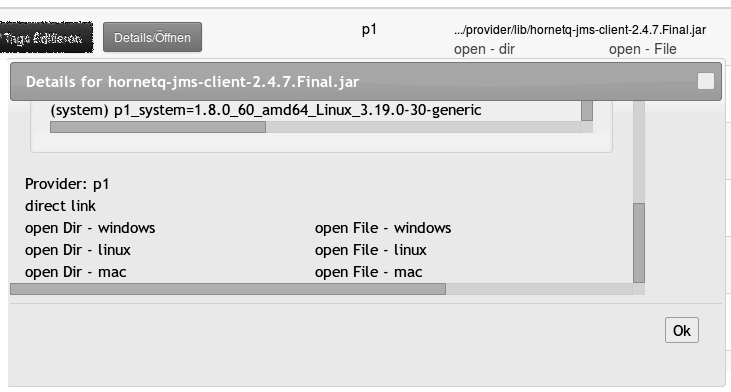 Tags Editieren Details/Öffnen p1 .../provider/lib/hornetq-jms-client-2.4.7.Final.jar
open - dir open - File
Details for hornetq-jms-client-2.4.7.Final.jar
(system) p1_system=1.8.0_60_amd64_Linux_3.19.0-30-generic
Provider: p1
direct link
open Dir - windows open File - windows
open Dir - linux open File - linux
open Dir - mac open File - mac
Ok